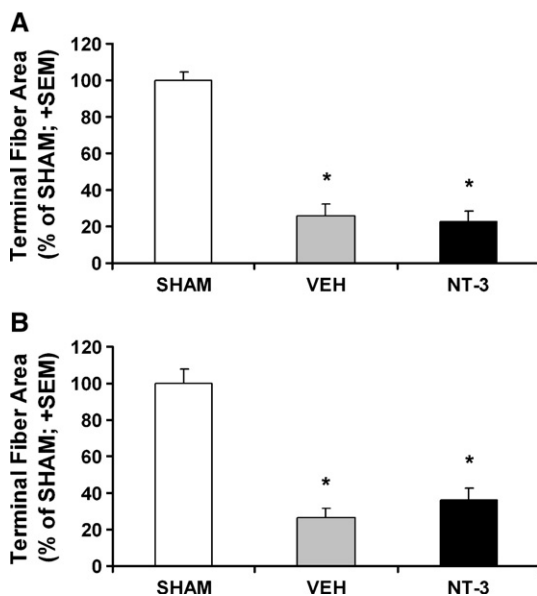 A
Terminal Fiber Area
(% of SHAM; +SEM)
120
100
80
60
40
20
0
*
*
SHAM VEH NT-3
B
Terminal Fiber Area
(% of SHAM; +SEM)
120
100
80
60
40
20
0
*
*
SHAM VEH NT-3